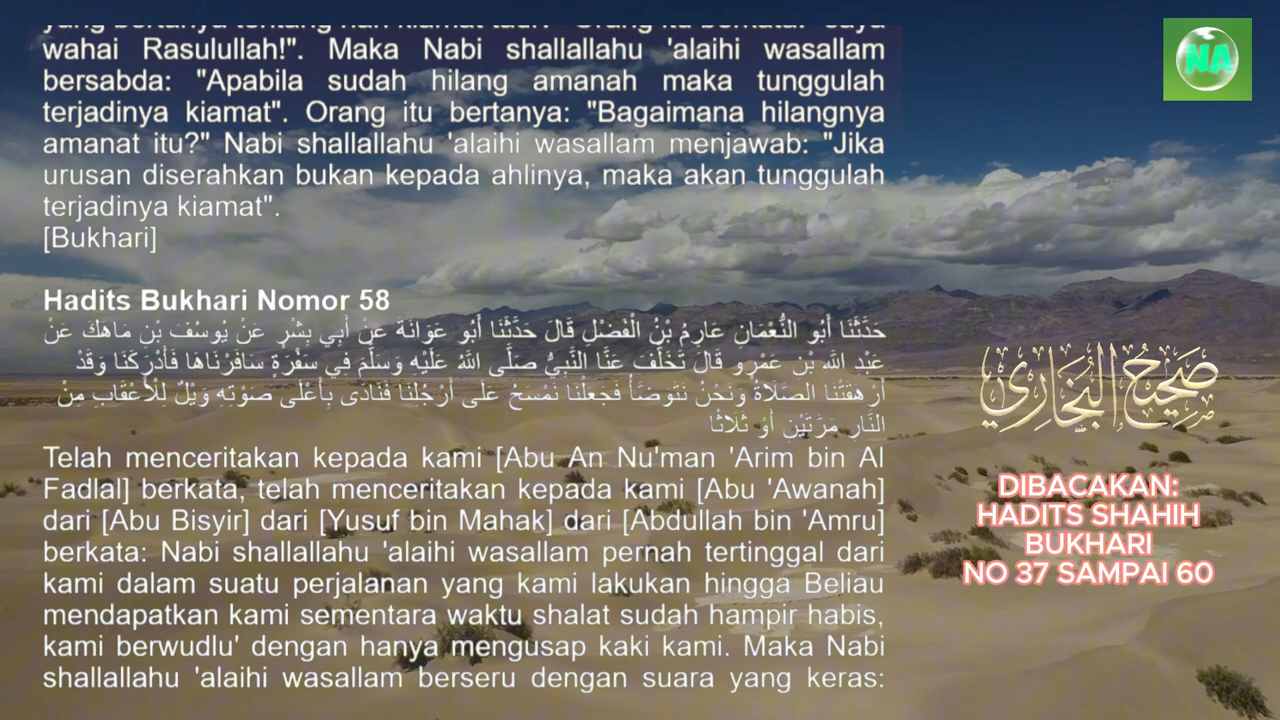 wahai Rasulullah!". Maka Nabi shallallahu 'alaihi wasallam
bersabda: "Apabila sudah hilang amanah maka tunggulah
terjadinya kiamat". Orang itu bertanya: "Bagaimana hilangnya
amanat itu?" Nabi shallallahu 'alaihi wasallam menjawab: "Jika
urusan diserahkan bukan kepada ahlinya, maka akan tunggulah
terjadinya kiamat".
[Bukhari]
Hadits Bukhari Nomor 58
حَدَّثَنَا أَبُو النُّعْمَانِ عَارِمُ بْنُ الْفَضْلِ قَالَ حَدَّثَنَا أَبُو عَوَانَةَ عَنْ أَبِي بِشْرٍ عَنْ يُوسُفَ بْنِ مَاهَكَ عَنْ
عَبْدِ اللَّهِ بْنِ عَمْرٍو قَالَ تَخَلَّفَ عَنَّا النَّبِيُّ صَلَّى اللَّهُ عَلَيْهِ وَسَلَّمَ فِي سَفْرَةٍ سَافَرْنَاهَا فَأَدْرَكَنَا وَقَدْ
أَرْهَقَتْنَا الصَّلَاةُ وَنَحْنُ نَتَوَضَّأُ فَجَعَلْنَا نَمْسَحُ عَلَى أَرْجُلِنَا فَنَادَى بِأَعْلَى صَوْتِهِ وَيْلٌ لِلْأَعْقَابِ مِنْ
النَّارِ مَرَّتَيْنِ أَوْ ثَلَاثًا
Telah menceritakan kepada kami [Abu An Nu'man 'Arim bin Al
Fadlal] berkata, telah menceritakan kepada kami [Abu 'Awanah]
dari [Abu Bisyir] dari [Yusuf bin Mahak] dari [Abdullah bin 'Amru]
berkata: Nabi shallallahu 'alaihi wasallam pernah tertinggal dari
kami dalam suatu perjalanan yang kami lakukan hingga Beliau
mendapatkan kami sementara waktu shalat sudah hampir habis,
kami berwudlu' dengan hanya mengusap kaki kami. Maka Nabi
shallallahu 'alaihi wasallam berseru dengan suara yang keras:
NA
صَحِيحُ الْبُخَارِي
DIBACAKAN:
HADITS SHAHIH
BUKHARI
NO 37 SAMPAI 60